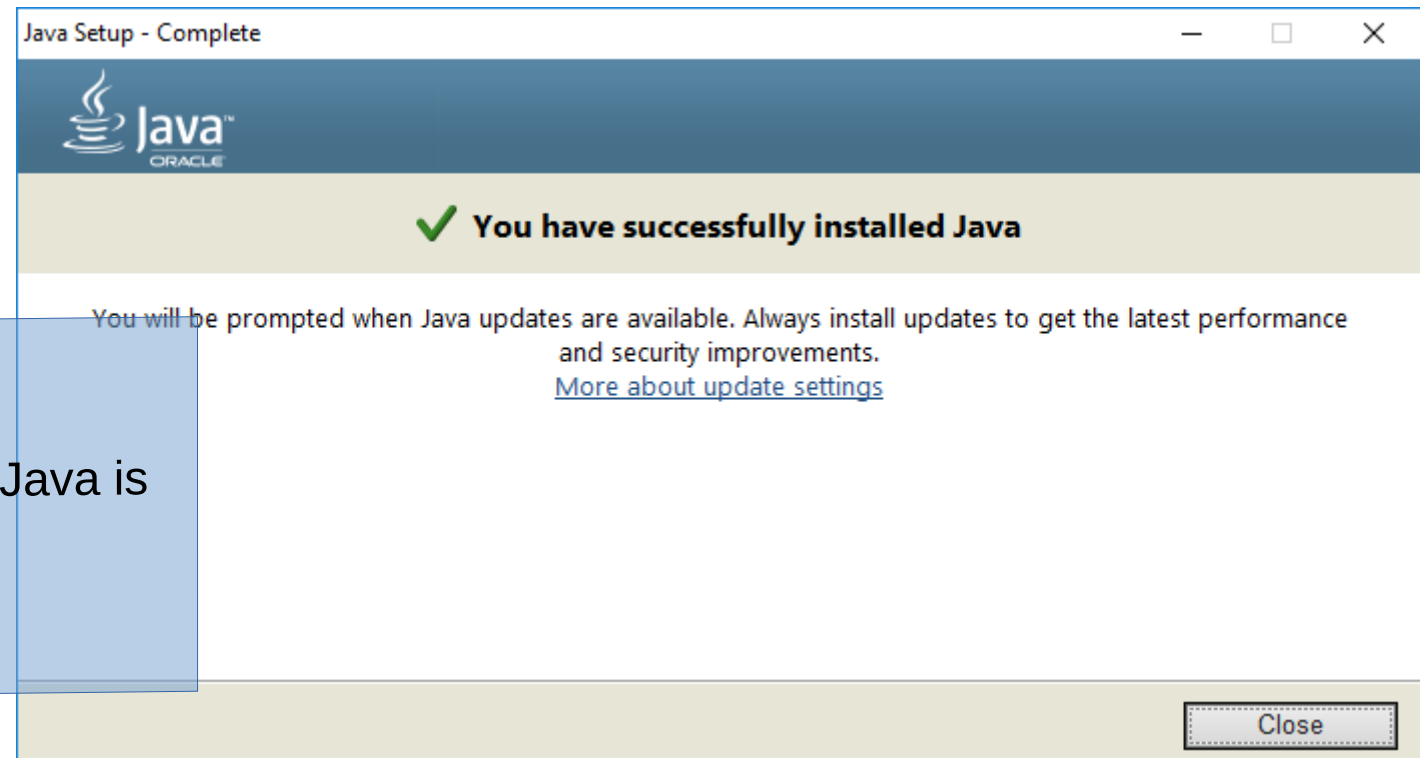 Java Setup - Complete
Java™
ORACLE
You have successfully installed Java
You will be prompted when Java updates are available. Always install updates to get the latest performance
and security improvements.
More about update settings
Java is
Close